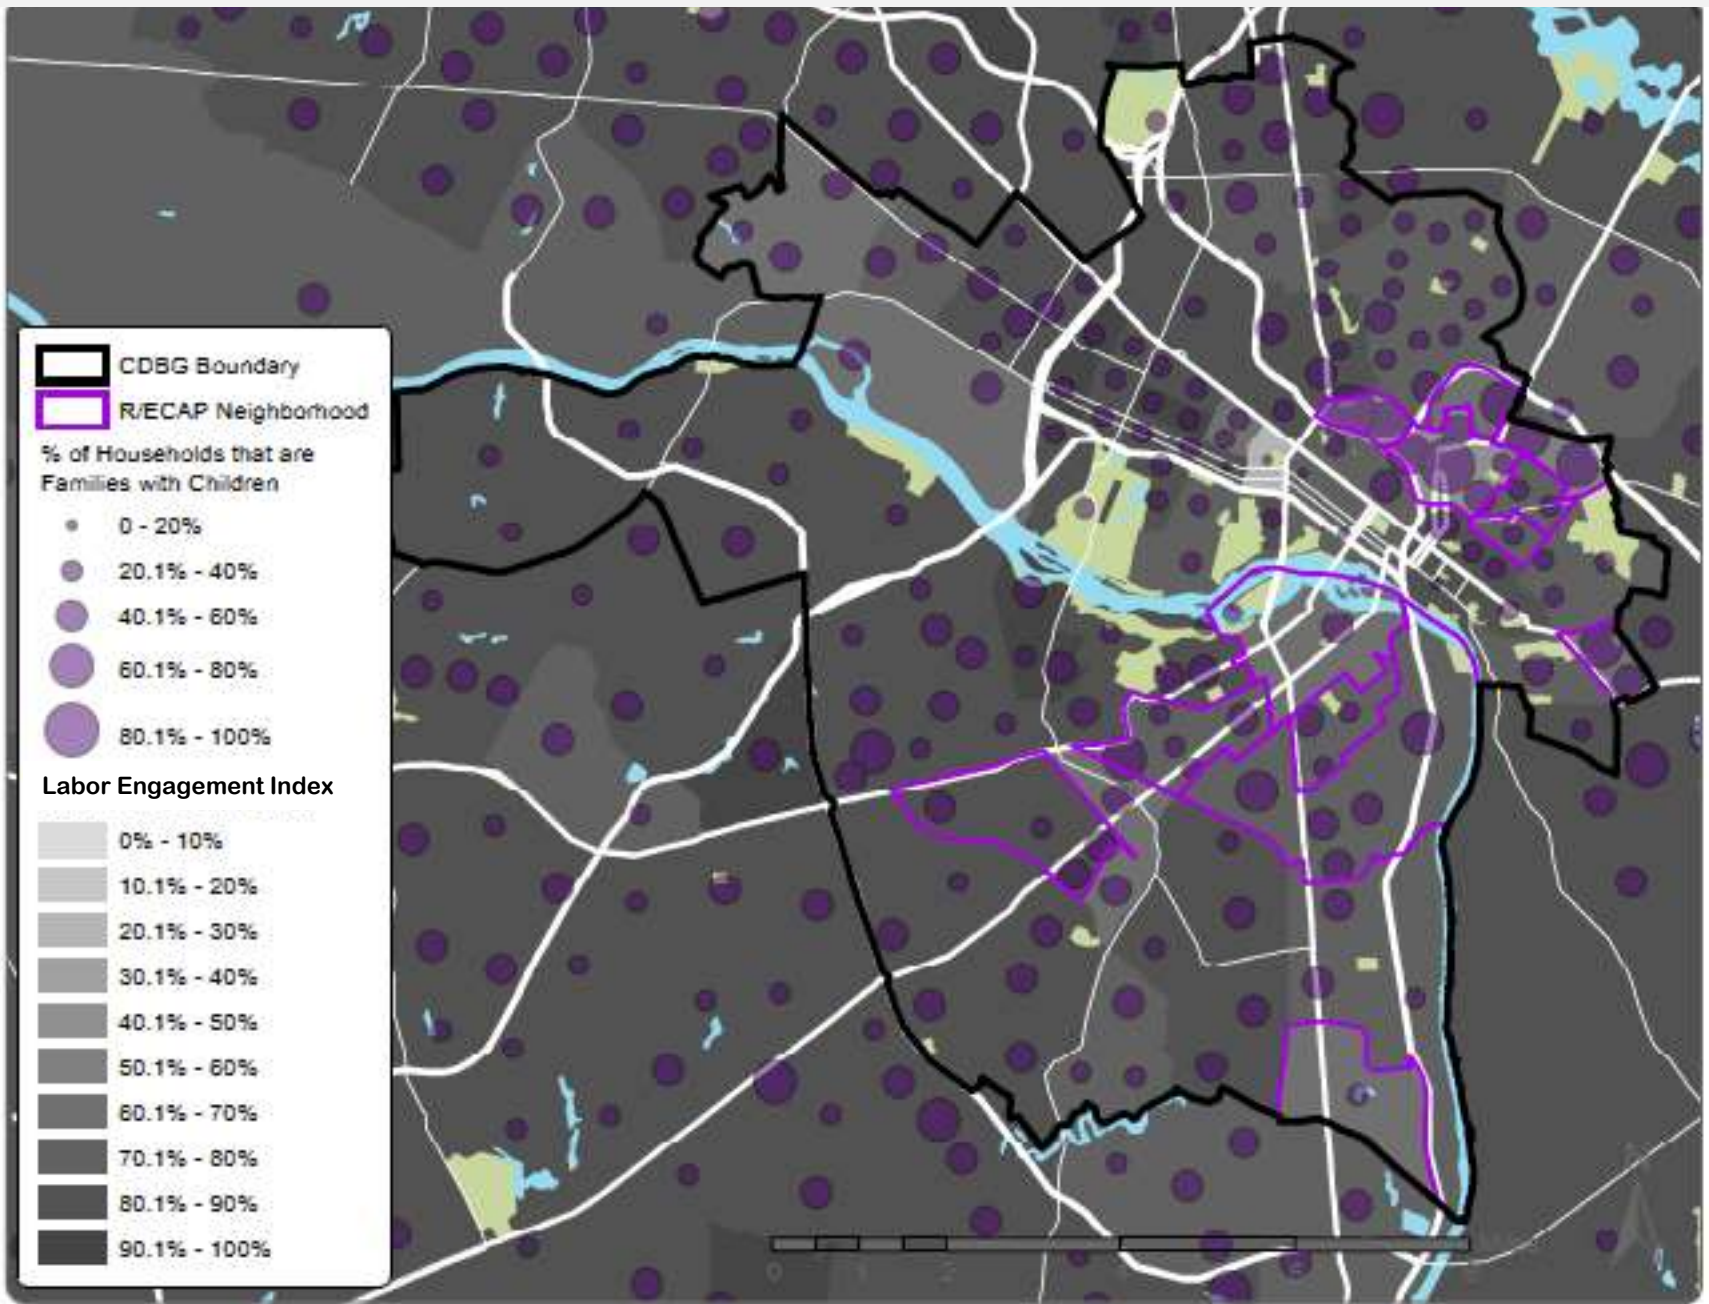 CDBG Boundary
R/ECAP Neighborhood
% of Households that are
Families with Children
0 - 20%
20.1% - 40%
40.1% - 60%
60.1% - 80%
80.1% - 100%
Labor Engagement Index
0% - 10%
10.1% - 20%
20.1% - 30%
30.1% - 40%
40.1% - 50%
50.1% - 60%
60.1% - 70%
70.1% - 80%
80.1% - 90%
90.1% - 100%